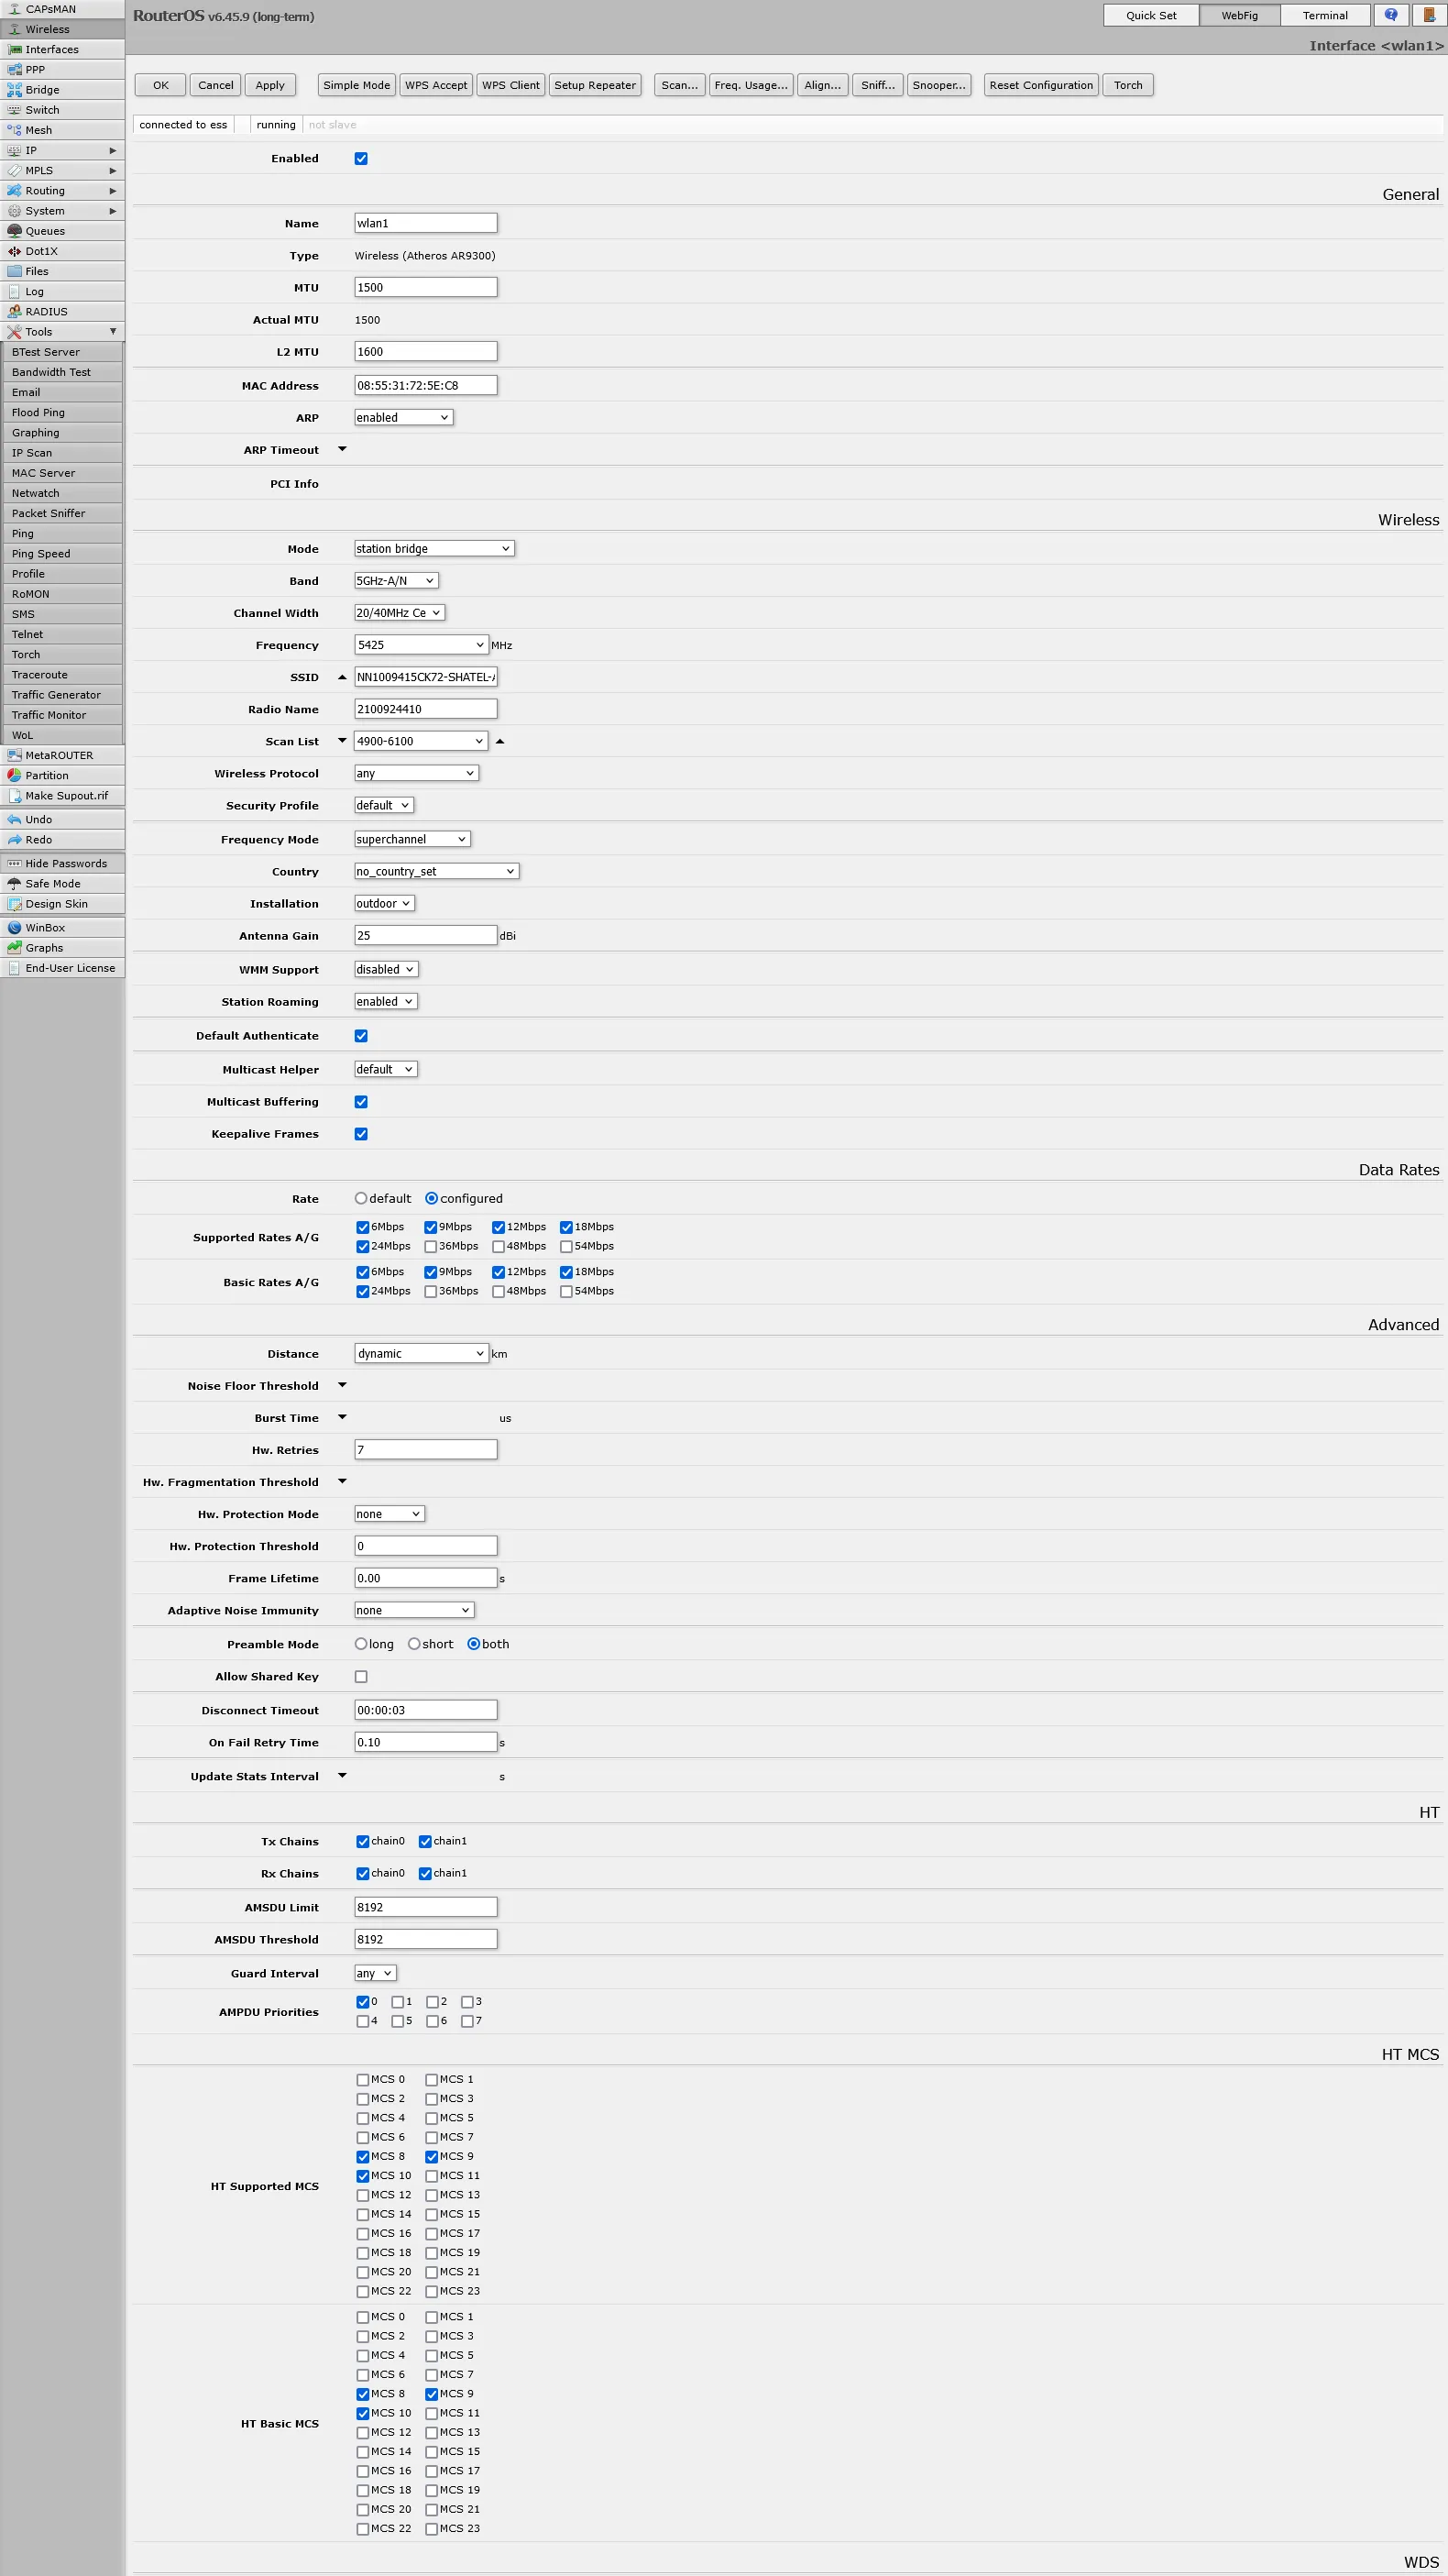 RouterOS v6.45.9 (long-term)
Quick Set WebFig Terminal
Interface <wlan1>
CAPsMAN
Wireless
Interfaces
PPP
Bridge
Switch
Mesh
IP
MPLS
Routing
System
Queues
Dot1X
Files
Log
RADIUS
Tools
BTest Server
Bandwidth Test
Email
Flood Ping
Graphing
IP Scan
MAC Server
Netwatch
Packet Sniffer
Ping
Ping Speed
Profile
RoMON
SMS
Telnet
Torch
Traceroute
Traffic Generator
Traffic Monitor
WoL
MetaROUTER
Partition
Make Supout.rif
Undo
Redo
Hide Passwords
Safe Mode
Design Skin
WinBox
Graphs
End-User License
OK Cancel Apply Simple Mode WPS Accept WPS Client Setup Repeater Scan... Freq. Usage... Align... Sniff... Snooper... Reset Configuration Torch
connected to ess running not slave
Enabled
General
Name wlan1
Type Wireless (Atheros AR9300)
MTU 1500
Actual MTU 1500
L2 MTU 1600
MAC Address 08:55:31:72:5E:C8
ARP enabled
ARP Timeout
PCI Info
Wireless
Mode station bridge
Band 5GHz-A/N
Channel Width 20/40MHz Ce
Frequency 5425 MHz
SSID NN1009415CK72-SHATEL-
Radio Name 2100924410
Scan List 4900-6100
Wireless Protocol any
Security Profile default
Frequency Mode superchannel
Country no_country_set
Installation outdoor
Antenna Gain 25 dBi
WMM Support disabled
Station Roaming enabled
Default Authenticate
Multicast Helper default
Multicast Buffering
Keepalive Frames
Data Rates
Rate default configured
Supported Rates A/G
6Mbps 9Mbps 12Mbps 18Mbps
24Mbps 36Mbps 48Mbps 54Mbps
Basic Rates A/G
6Mbps 9Mbps 12Mbps 18Mbps
24Mbps 36Mbps 48Mbps 54Mbps
Advanced
Distance dynamic km
Noise Floor Threshold
Burst Time us
Hw. Retries 7
Hw. Fragmentation Threshold
Hw. Protection Mode none
Hw. Protection Threshold 0
Frame Lifetime 0.00 s
Adaptive Noise Immunity none
Preamble Mode long short both
Allow Shared Key
Disconnect Timeout 00:00:03
On Fail Retry Time 0.10 s
Update Stats Interval s
HT
Tx Chains chain0 chain1
Rx Chains chain0 chain1
AMSDU Limit 8192
AMSDU Threshold 8192
Guard Interval any
AMPDU Priorities
0 1 2 3
4 5 6 7
HT MCS
HT Supported MCS
MCS 0 MCS 1
MCS 2 MCS 3
MCS 4 MCS 5
MCS 6 MCS 7
MCS 8 MCS 9
MCS 10 MCS 11
MCS 12 MCS 13
MCS 14 MCS 15
MCS 16 MCS 17
MCS 18 MCS 19
MCS 20 MCS 21
MCS 22 MCS 23
HT Basic MCS
MCS 0 MCS 1
MCS 2 MCS 3
MCS 4 MCS 5
MCS 6 MCS 7
MCS 8 MCS 9
MCS 10 MCS 11
MCS 12 MCS 13
MCS 14 MCS 15
MCS 16 MCS 17
MCS 18 MCS 19
MCS 20 MCS 21
MCS 22 MCS 23
WDS